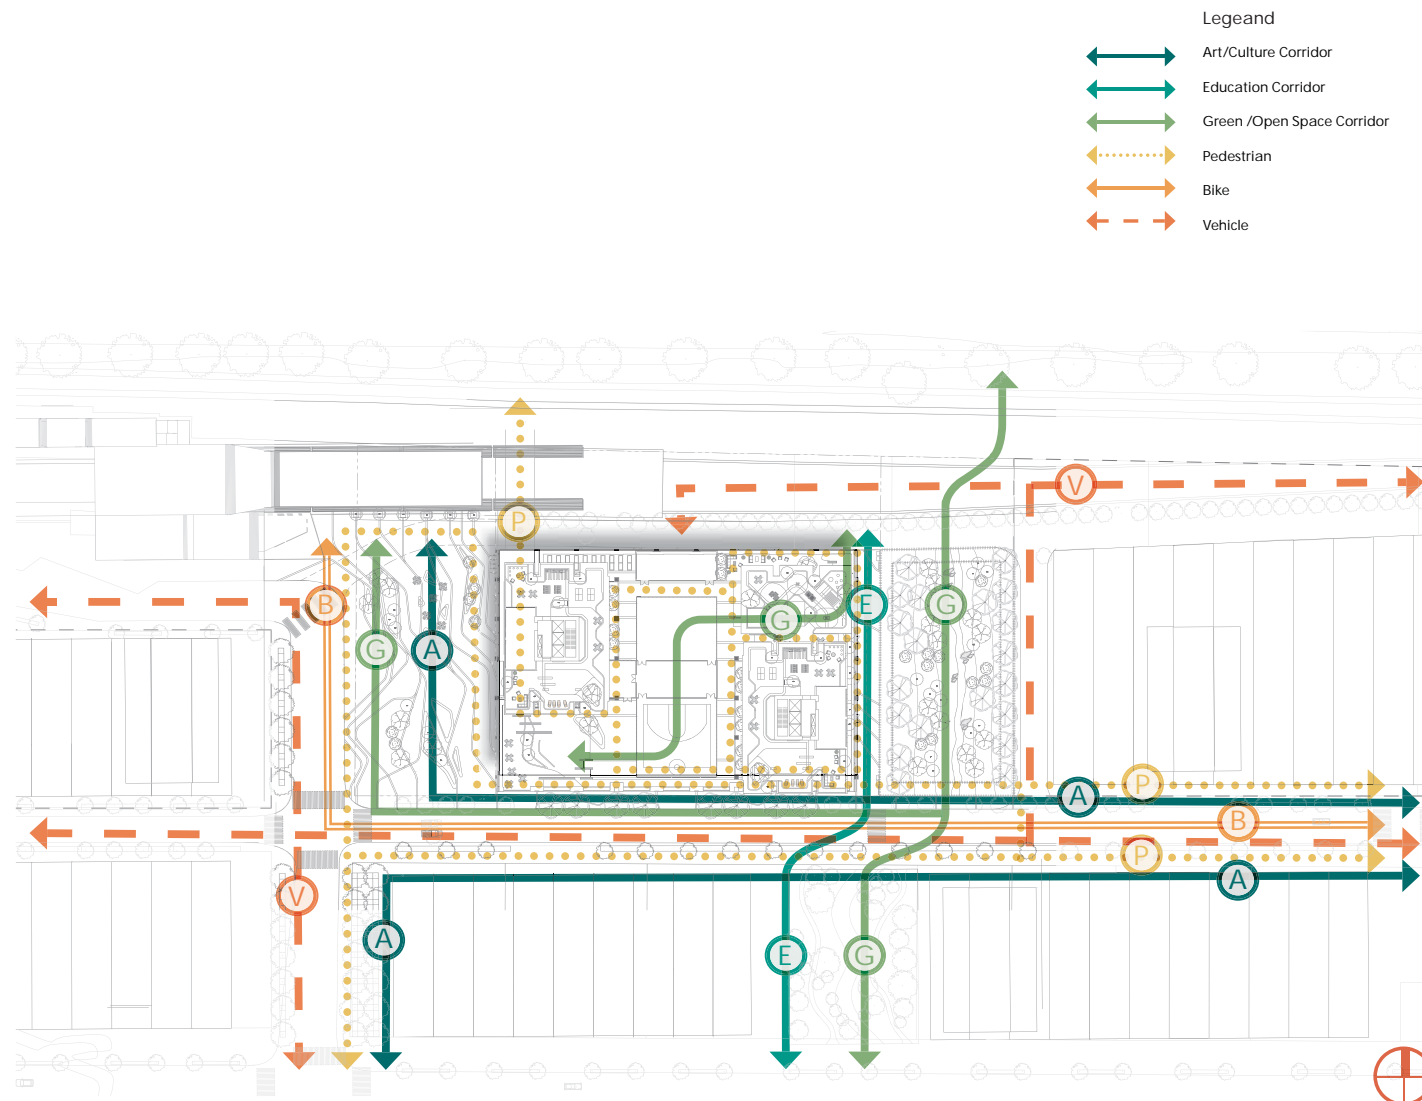 Legeand
Art/Culture Corridor
Education Corridor
Green /Open Space Corridor
Pedestrian
Bike
Vehicle
V
P
B
G
A
G
E
G
A
P
B
P
A
V
A
E
G